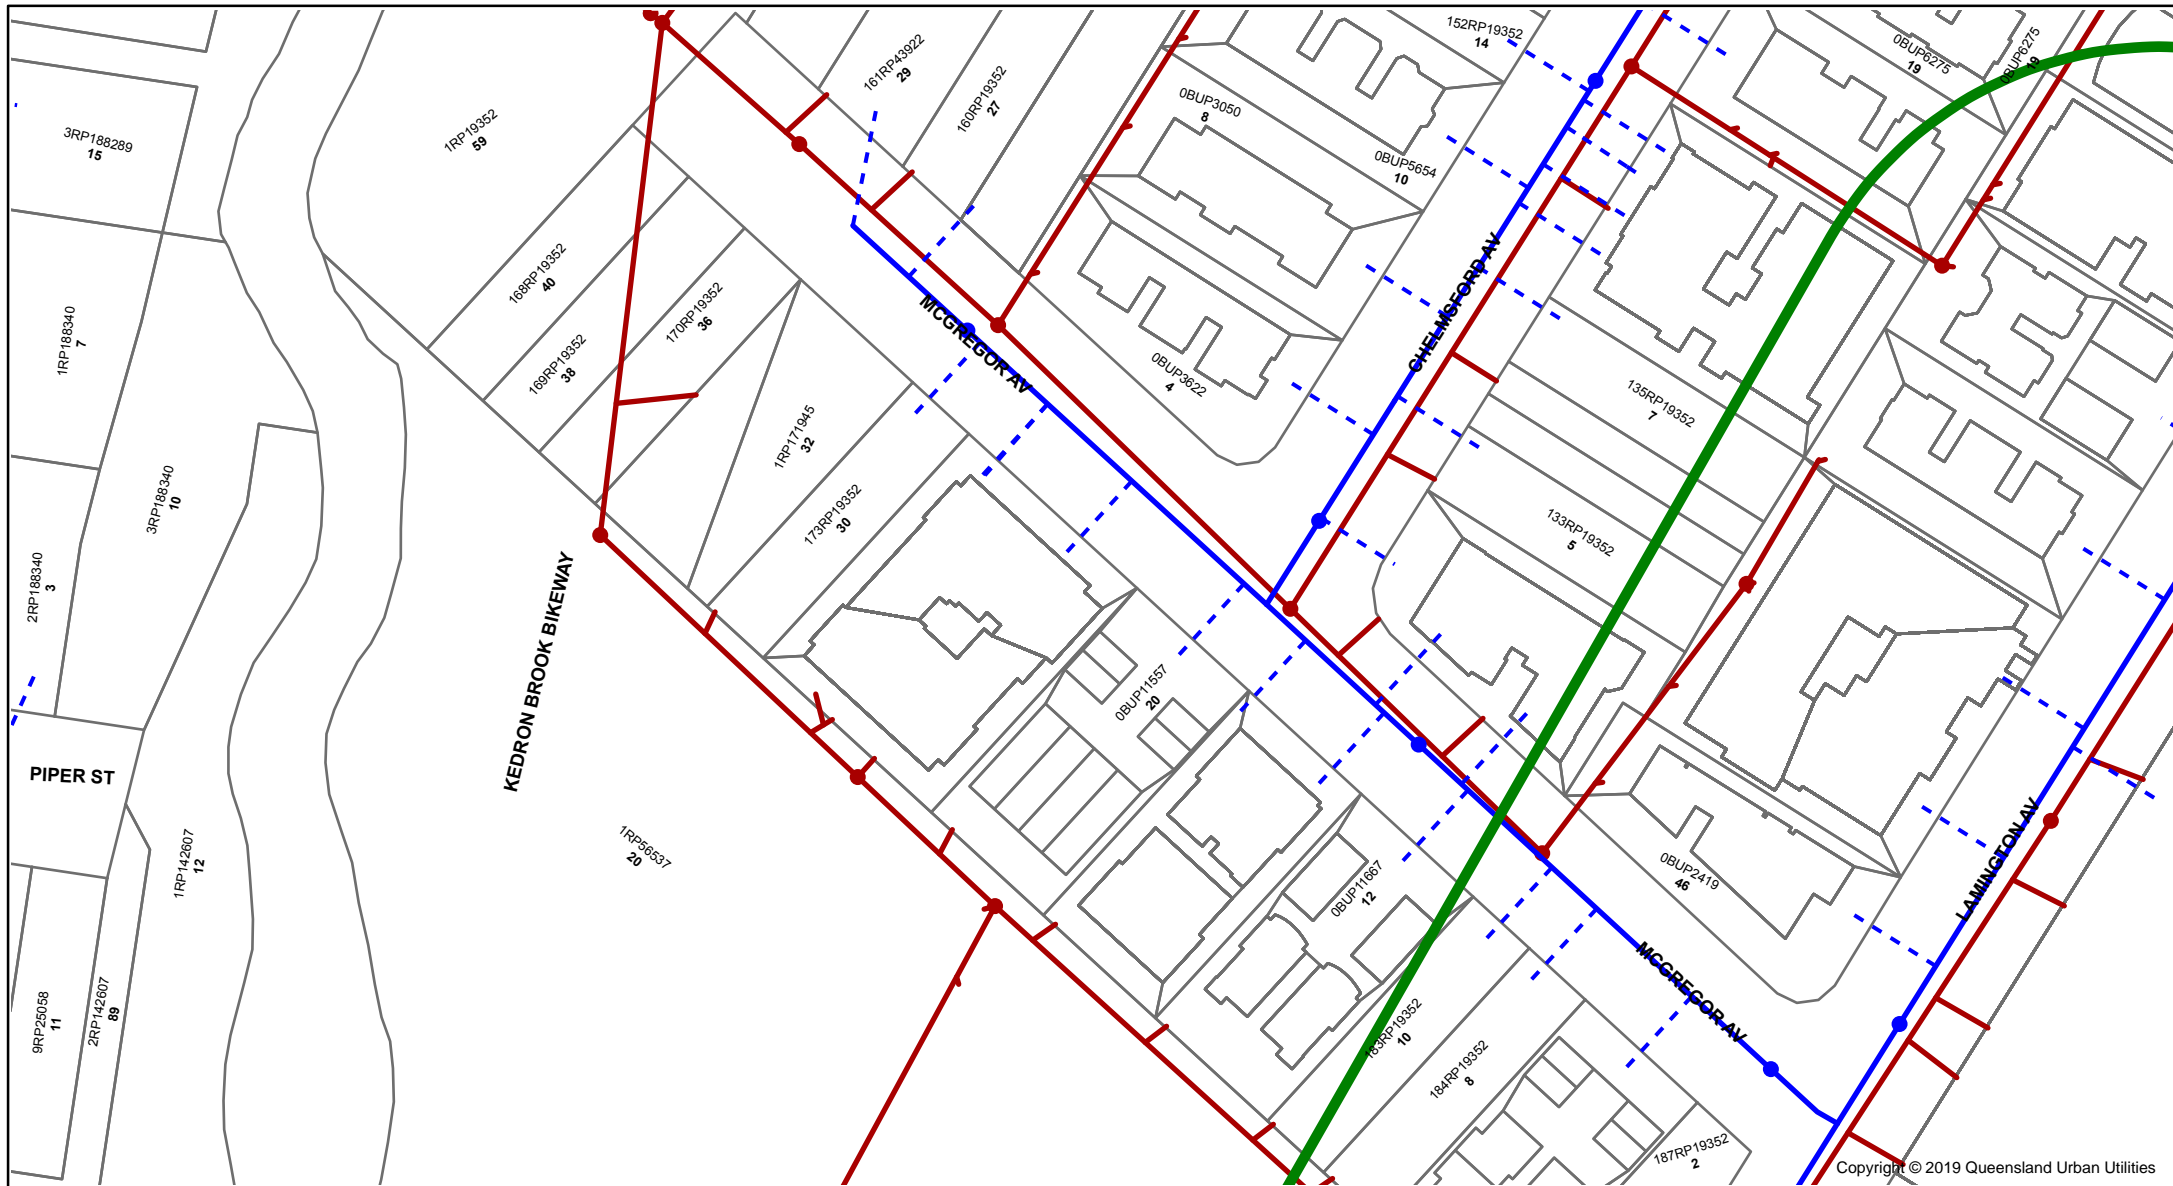 152RP19352
14
0BUP6275
19
0BUP6275
19
161RP43922
29
160RP19352
27
0BUP3050
8
0BUP5654
10
1RP19352
59
3RP188289
15
168RP19352
40
170RP19352
36
169RP19352
38
MCGREGOR AV
CHELMSFORD AV
0BUP3622
4
135RP19352
7
1RP188340
7
1RP171945
32
3RP188340
10
173RP19352
30
133RP19352
5
2RP188340
3
KEDRON BROOK BIKEWAY
0BUP11557
20
PIPER ST
1RP56537
20
1RP142607
12
0BUP11667
12
0BUP2419
46
LAMINGTON AV
MCGREGOR AV
9RP25058
11
2RP142607
89
183RP19352
10
184RP19352
8
187RP19352
2
Copyright © 2019 Queensland Urban Utilities